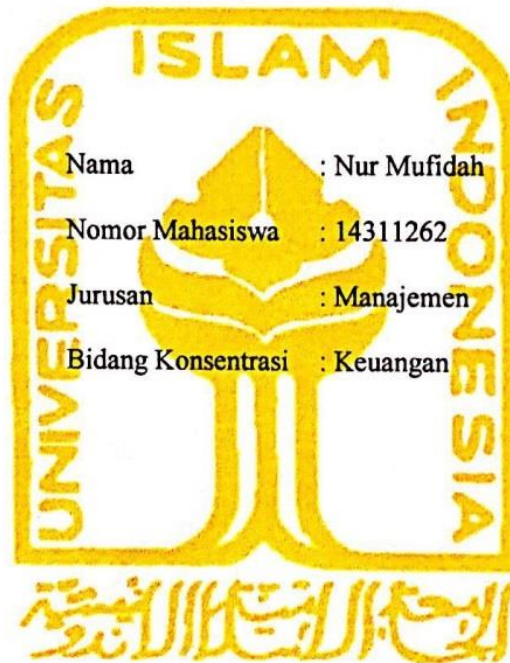 UNIVERSITAS ISLAM INDONESIA
Nama : Nur Mufidah
Nomor Mahasiswa : 14311262
Jurusan : Manajemen
Bidang Konsentrasi : Keuangan